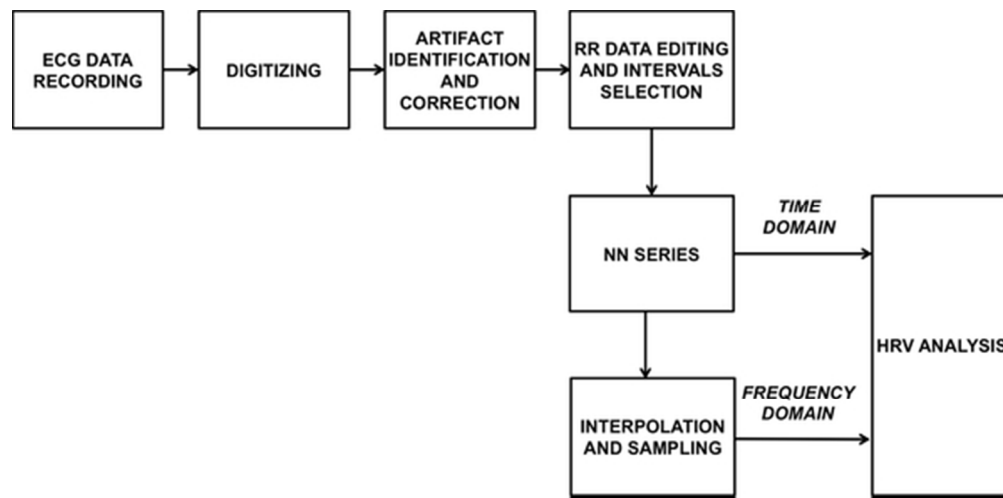 ECG DATA
RECORDING
DIGITIZING
ARTIFACT
IDENTIFICATION
AND
CORRECTION
RR DATA EDITING
AND INTERVALS
SELECTION
NN SERIES
TIME
DOMAIN
HRV ANALYSIS
INTERPOLATION
AND SAMPLING
FREQUENCY
DOMAIN